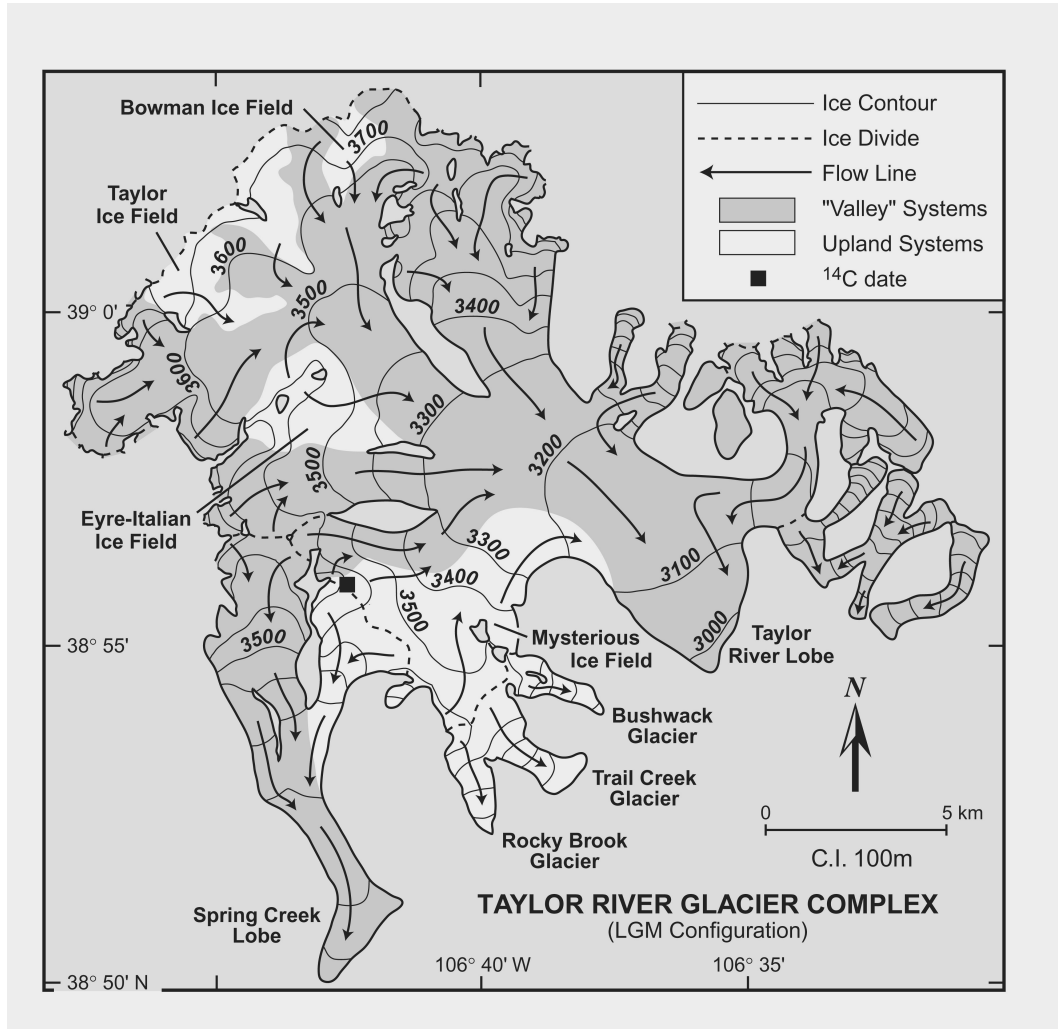 Bowman Ice Field
3700
Ice Contour
Ice Divide
Flow Line
"Valley" Systems
Upland Systems
¹⁴C date
Taylor
Ice Field
3600
3500
3400
39° 0'
3600
3300
3200
3500
Eyre-Italian
Ice Field
3300
3400
3100
3500
3000
3500
38° 55'
Mysterious
Ice Field
Taylor
River Lobe
N
Bushwack
Glacier
Trail Creek
Glacier
0 5 km
C.I. 100m
Rocky Brook
Glacier
Spring Creek
Lobe
TAYLOR RIVER GLACIER COMPLEX
(LGM Configuration)
106° 40' W
106° 35'
38° 50' N